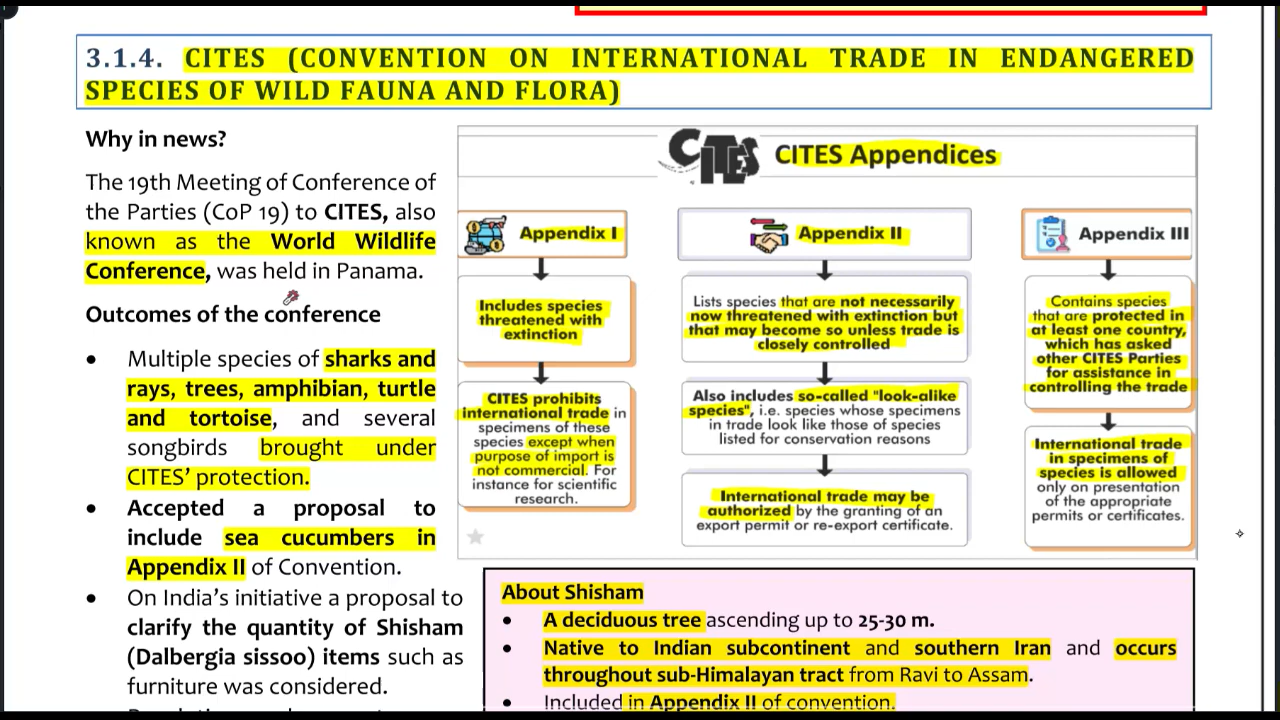 3.1.4. CITES (CONVENTION ON INTERNATIONAL TRADE IN ENDANGERED
SPECIES OF WILD FAUNA AND FLORA)
Why in news?
The 19th Meeting of Conference of
the Parties (CoP 19) to CITES, also
known as the World Wildlife
Conference, was held in Panama.
Outcomes of the conference
• Multiple species of sharks and
rays, trees, amphibian, turtle
and tortoise, and several
songbirds brought under
CITES' protection.
• Accepted a proposal to
include sea cucumbers in
Appendix II of Convention.
• On India's initiative a proposal to
clarify the quantity of Shisham
(Dalbergia sissoo) items such as
furniture was considered.
CITES CITES Appendices
Appendix I
Includes species
threatened with
extinction
CITES prohibits
international trade in
specimens of these
species except when
purpose of import is
not commercial. For
instance for scientific
research.
Appendix II
Lists species that are not necessarily
now threatened with extinction but
that may become so unless trade is
closely controlled
Also includes so-called "look-alike
species", i.e. species whose specimens
in trade look like those of species
listed for conservation reasons
International trade may be
authorized by the granting of an
export permit or re-export certificate.
Appendix III
Contains species
that are protected in
at least one country,
which has asked
other CITES Parties
for assistance in
controlling the trade
International trade
in specimens of
species is allowed
only on presentation
of the appropriate
permits or certificates.
About Shisham
• A deciduous tree ascending up to 25-30 m.
• Native to Indian subcontinent and southern Iran and occurs
throughout sub-Himalayan tract from Ravi to Assam.
• Included in Appendix II of convention.